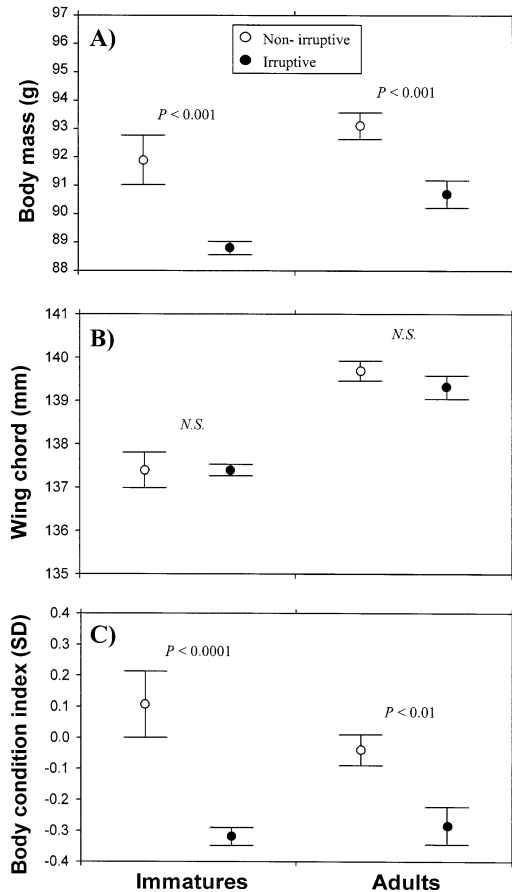 A)
Non- irruptive
Irruptive
P < 0.001
P < 0.001
Body mass (g)
97
96
95
94
93
92
91
90
89
88
B)
N.S.
N.S.
Wing chord (mm)
141
140
139
138
137
136
135
C)
P < 0.0001
P < 0.01
Body condition index (SD)
0.4
0.3
0.2
0.1
0.0
-0.1
-0.2
-0.3
-0.4
Immatures
Adults